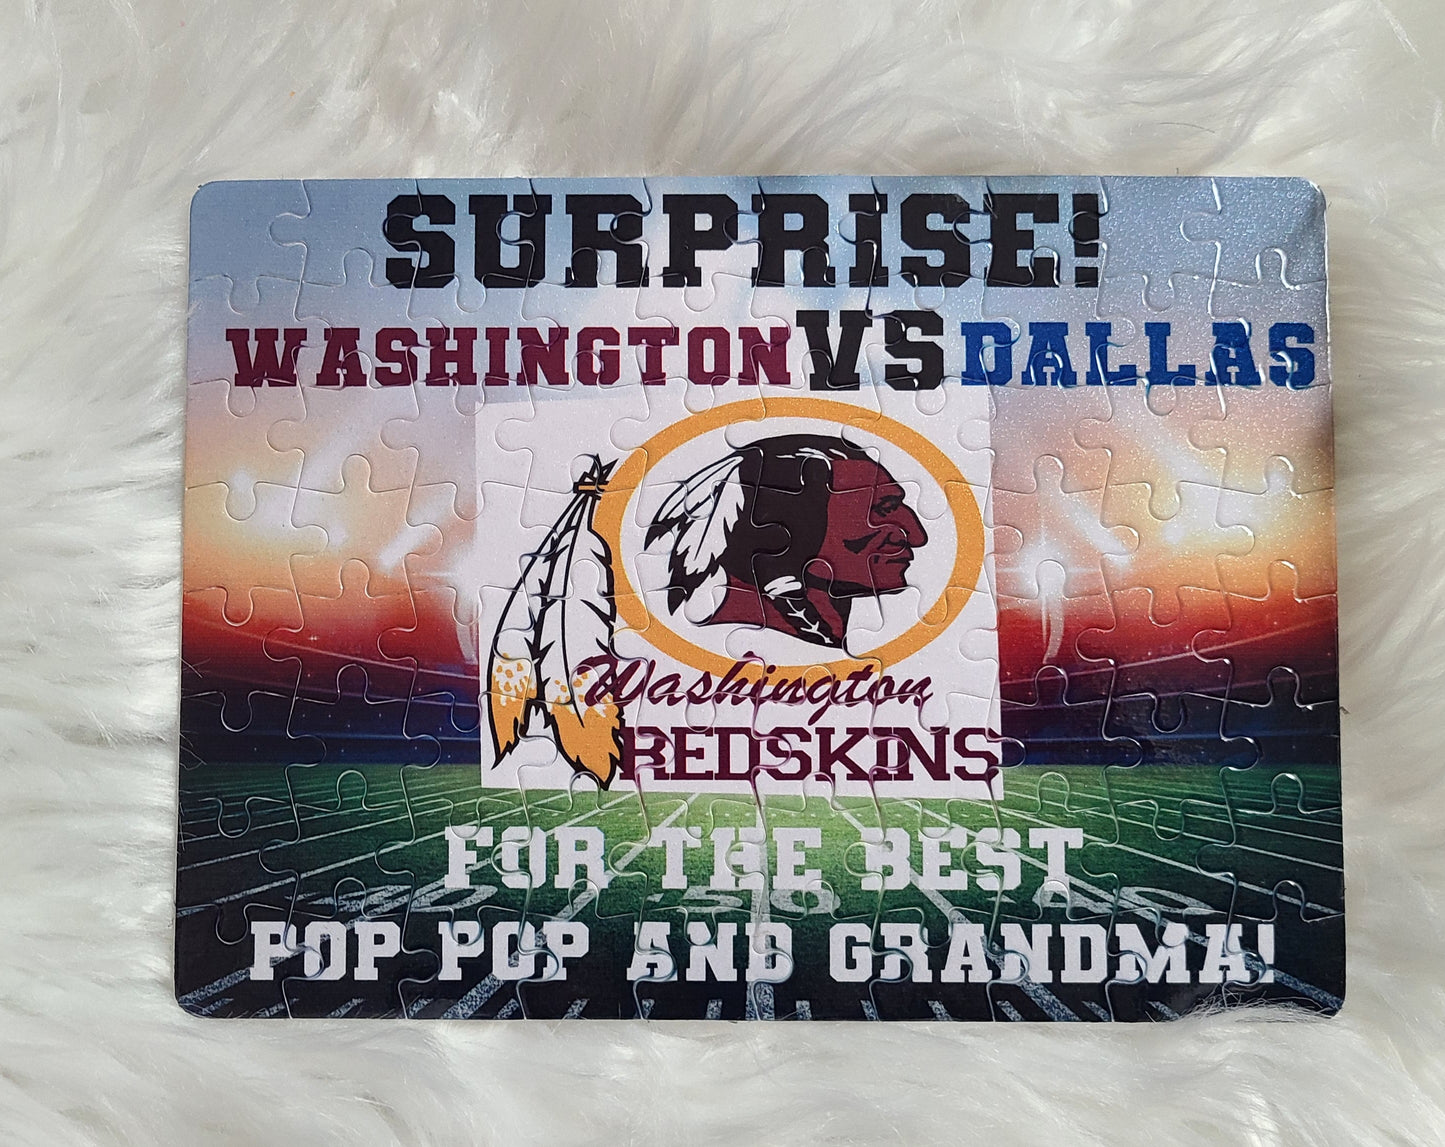 SURPRISE!
WASHINGTON VS DALLAS
Washington
REDSKINS
FOR THE BEST
POP POP AND GRANDMA!